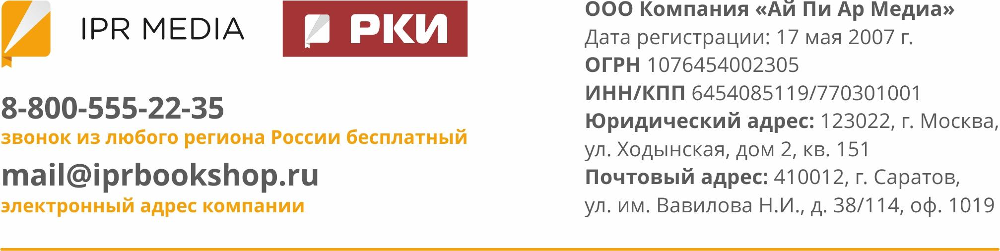 IPR MEDIA
РКИ
8-800-555-22-35
звонок из любого региона России бесплатный
mail@iprbookshop.ru
электронный адрес компании
ООО Компания «Ай Пи Ар Медиа»
Дата регистрации: 17 мая 2007 г.
ОГРН 1076454002305
ИНН/КПП 6454085119/770301001
Юридический адрес: 123022, г. Москва,
ул. Ходынская, дом 2, кв. 151
Почтовый адрес: 410012, г. Саратов,
ул. им. Вавилова Н.И., д. 38/114, оф. 1019